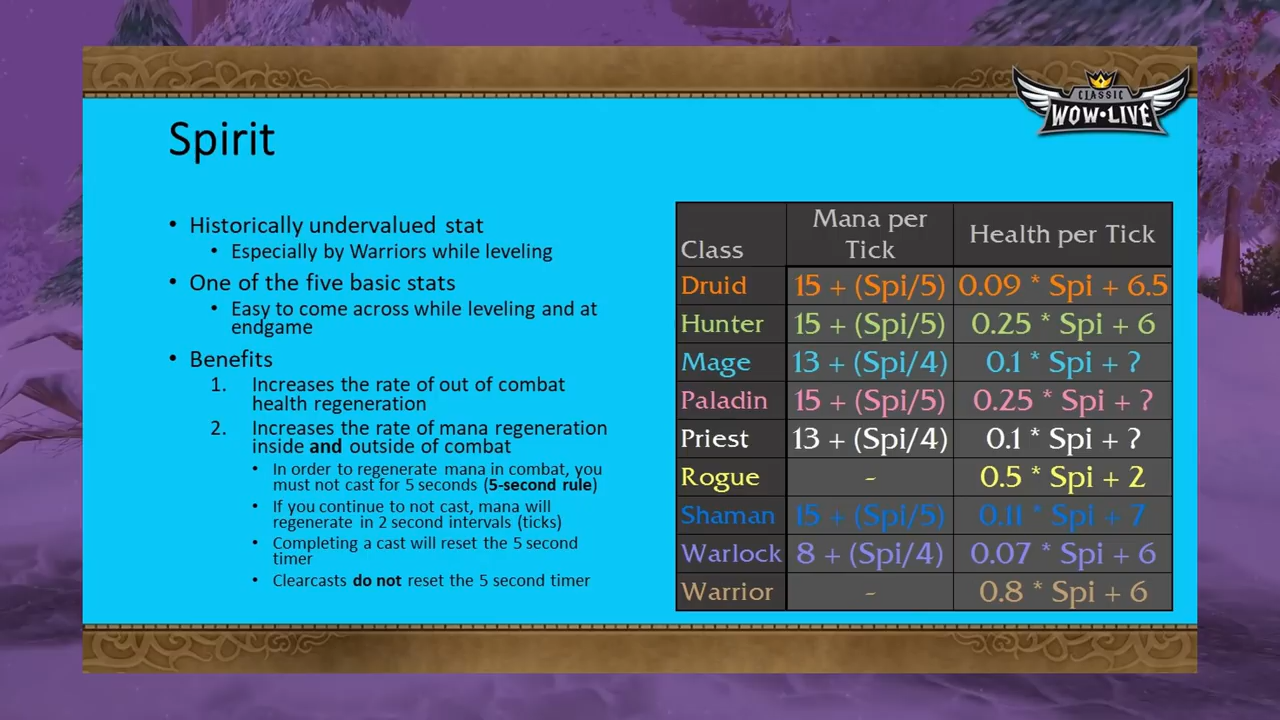 CLASSIC
WOW•LIVE
Spirit
• Historically undervalued stat
• Especially by Warriors while leveling
• One of the five basic stats
• Easy to come across while leveling and at
endgame
• Benefits
1. Increases the rate of out of combat
health regeneration
2. Increases the rate of mana regeneration
inside and outside of combat
• In order to regenerate mana in combat, you
must not cast for 5 seconds (5-second rule)
• If you continue to not cast, mana will
regenerate in 2 second intervals (ticks)
• Completing a cast will reset the 5 second
timer
• Clearcasts do not reset the 5 second timer
Class Mana per Tick Health per Tick
Druid 15 + (Spi/5) 0.09 * Spi + 6.5
Hunter 15 + (Spi/5) 0.25 * Spi + 6
Mage 13 + (Spi/4) 0.1 * Spi + ?
Paladin 15 + (Spi/5) 0.25 * Spi + ?
Priest 13 + (Spi/4) 0.1 * Spi + ?
Rogue - 0.5 * Spi + 2
Shaman 15 + (Spi/5) 0.11 * Spi + 7
Warlock 8 + (Spi/4) 0.07 * Spi + 6
Warrior - 0.8 * Spi + 6